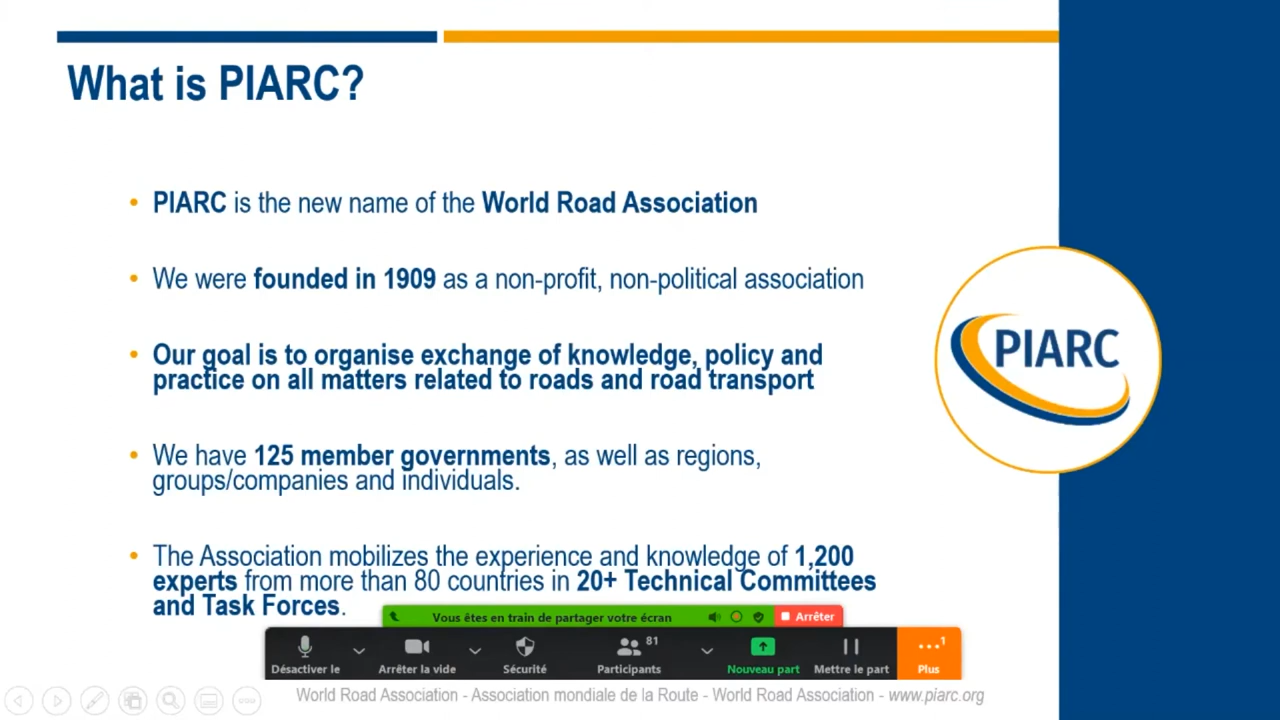 What is PIARC?
• PIARC is the new name of the World Road Association
• We were founded in 1909 as a non-profit, non-political association
• Our goal is to organise exchange of knowledge, policy and
practice on all matters related to roads and road transport
PIARC
• We have 125 member governments, as well as regions,
groups/companies and individuals.
• The Association mobilizes the experience and knowledge of 1,200
experts from more than 80 countries in 20+ Technical Committees
and Task Forces.
Vous êtes en train de partager votre écran Arrêter
81 1
Désactiver le Arrêter la vide Sécurité Participants Nouveau part Mettre le part Plus
World Road Association - Association mondiale de la Route - World Road Association - www.piarc.org